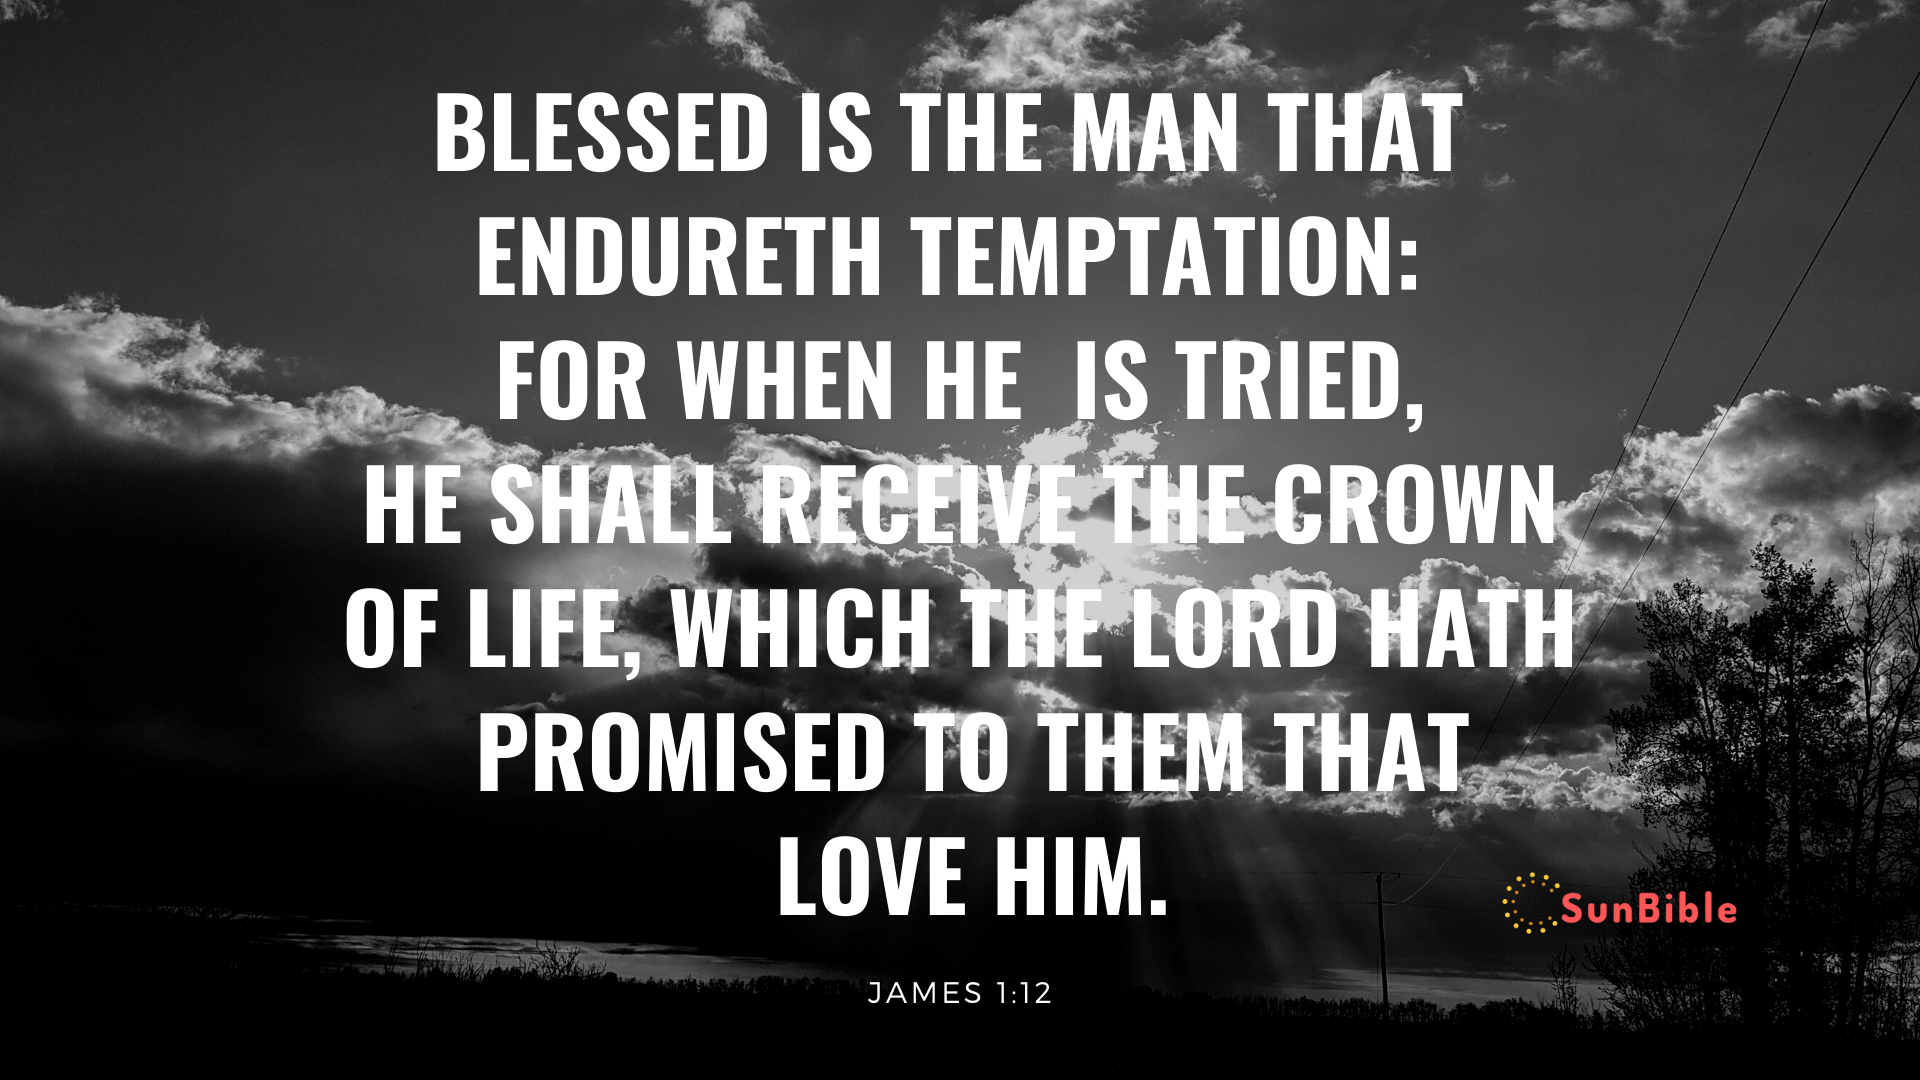 BLESSED IS THE MAN THAT
ENDURETH TEMPTATION:
FOR WHEN HE  IS TRIED,
HE SHALL RECEIVE THE CROWN
OF LIFE, WHICH THE LORD HATH
PROMISED TO THEM THAT
LOVE HIM.
SunBible
JAMES 1:12